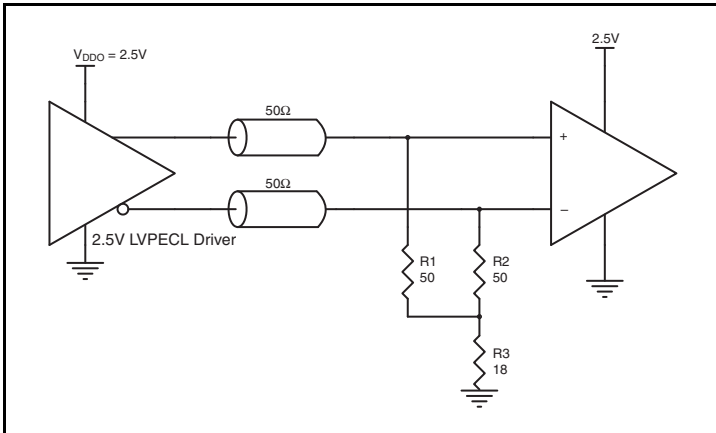 V_DDO = 2.5V
2.5V
50Ω
+
50Ω
–
2.5V LVPECL Driver
R1
50
R2
50
R3
18